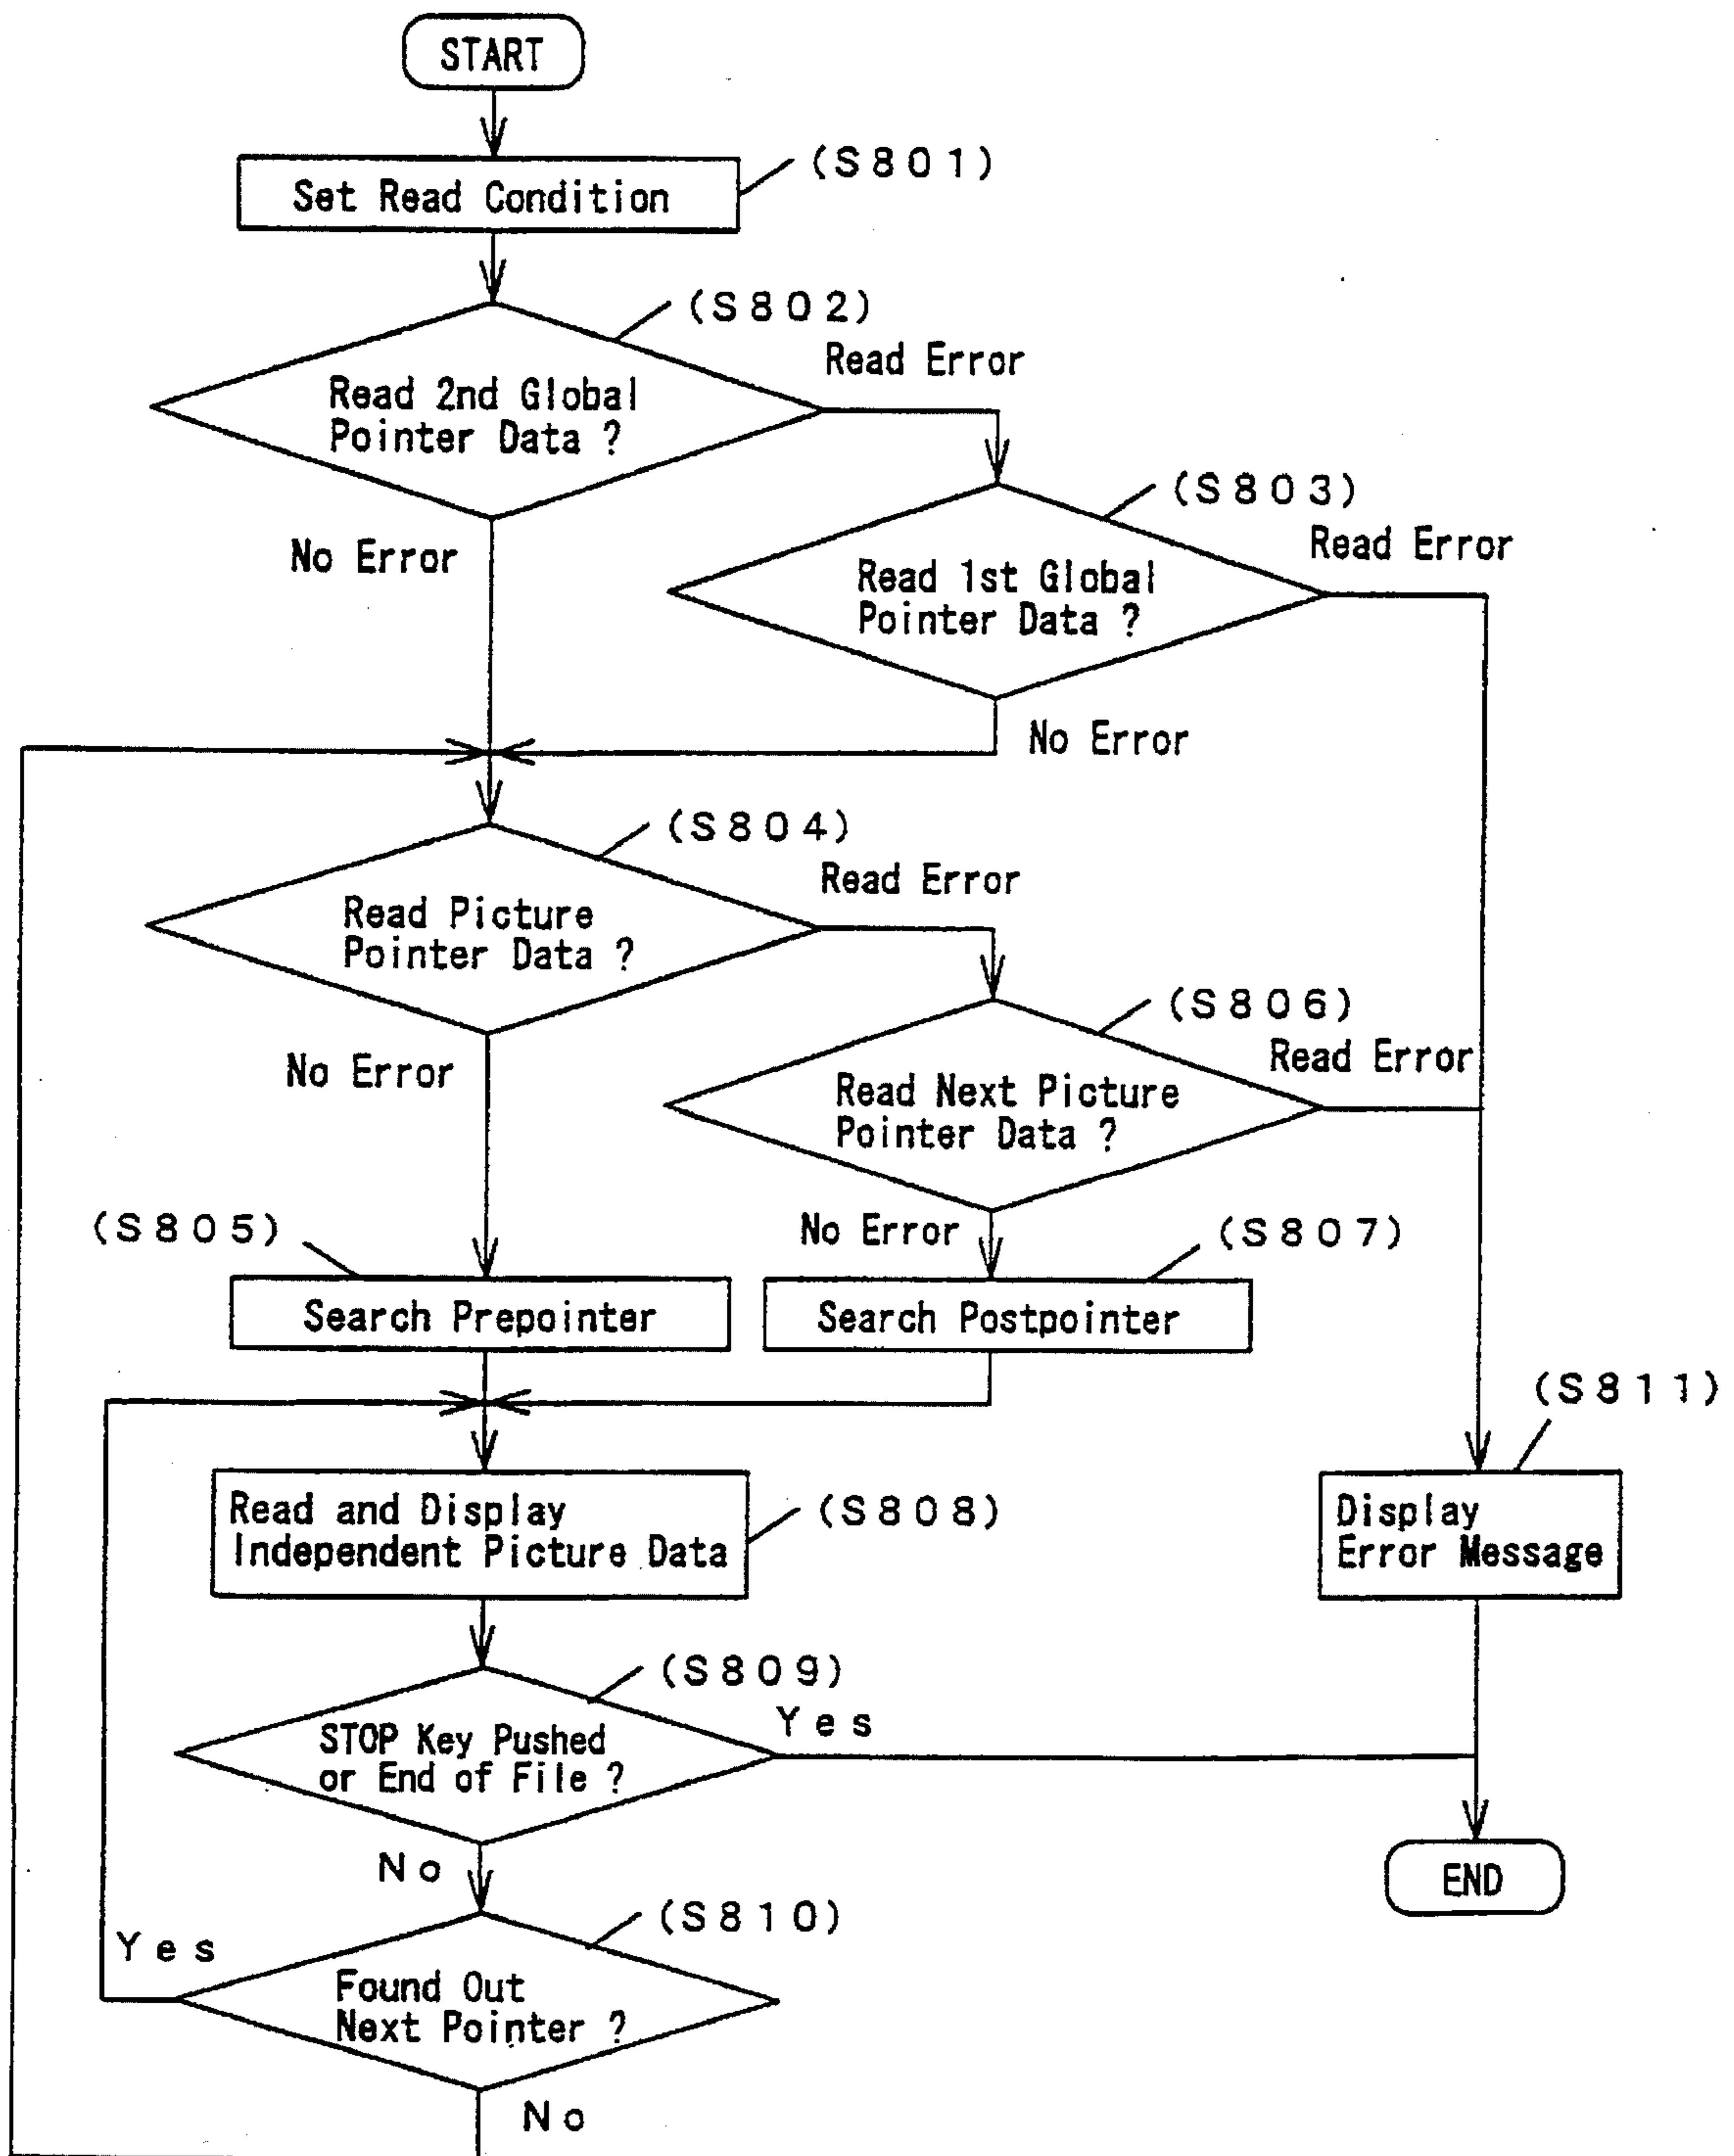 START
(S801)
Set Read Condition
(S802)
Read Error
Read 2nd Global
Pointer Data ?
(S803)
Read Error
No Error
Read 1st Global
Pointer Data ?
No Error
(S804)
Read Error
Read Picture
Pointer Data ?
(S806)
Read Error
No Error
Read Next Picture
Pointer Data ?
(S805)
No Error
(S807)
Search Prepointer
Search Postpointer
(S811)
Read and Display
Independent Picture Data
(S808)
Display
Error Message
(S809)
Yes
STOP Key Pushed
or End of File ?
No
END
(S810)
Yes
Found Out
Next Pointer ?
No